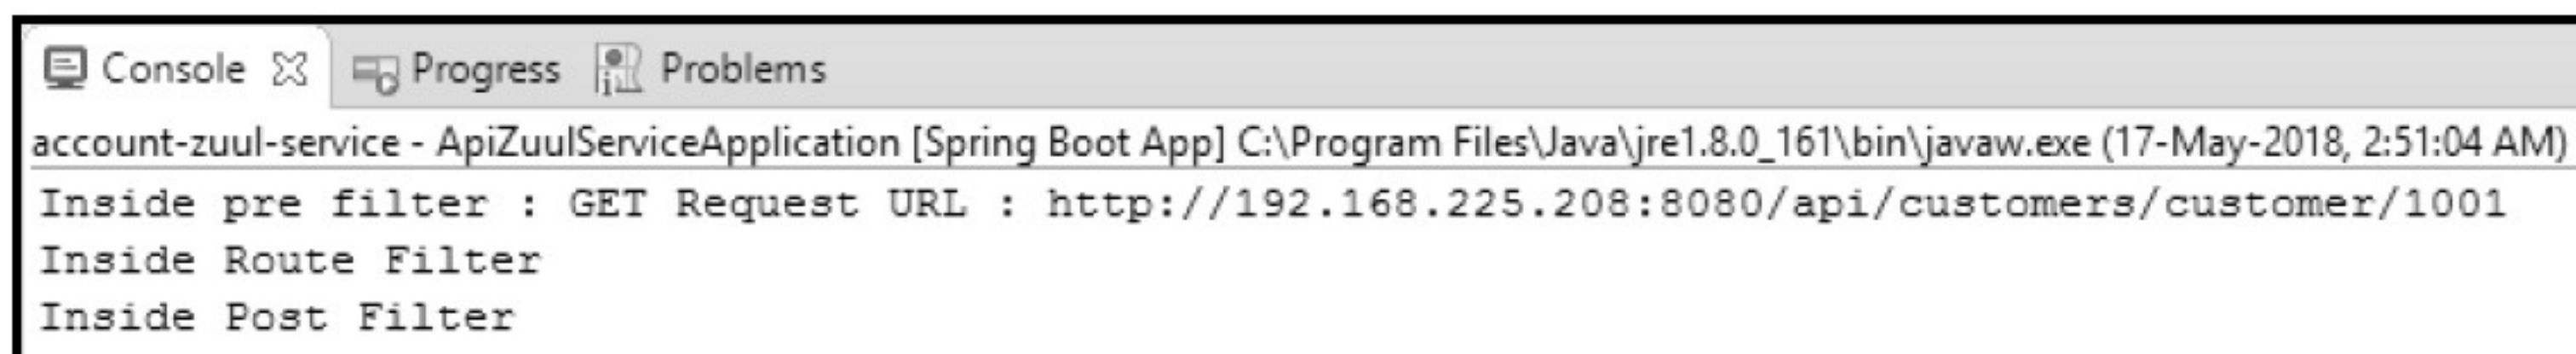 Console Progress Problems
account-zuul-service - ApiZuulServiceApplication [Spring Boot App] C:\Program Files\Java\jre1.8.0_161\bin\javaw.exe (17-May-2018, 2:51:04 AM)
Inside pre filter : GET Request URL : http://192.168.225.208:8080/api/customers/customer/1001
Inside Route Filter
Inside Post Filter